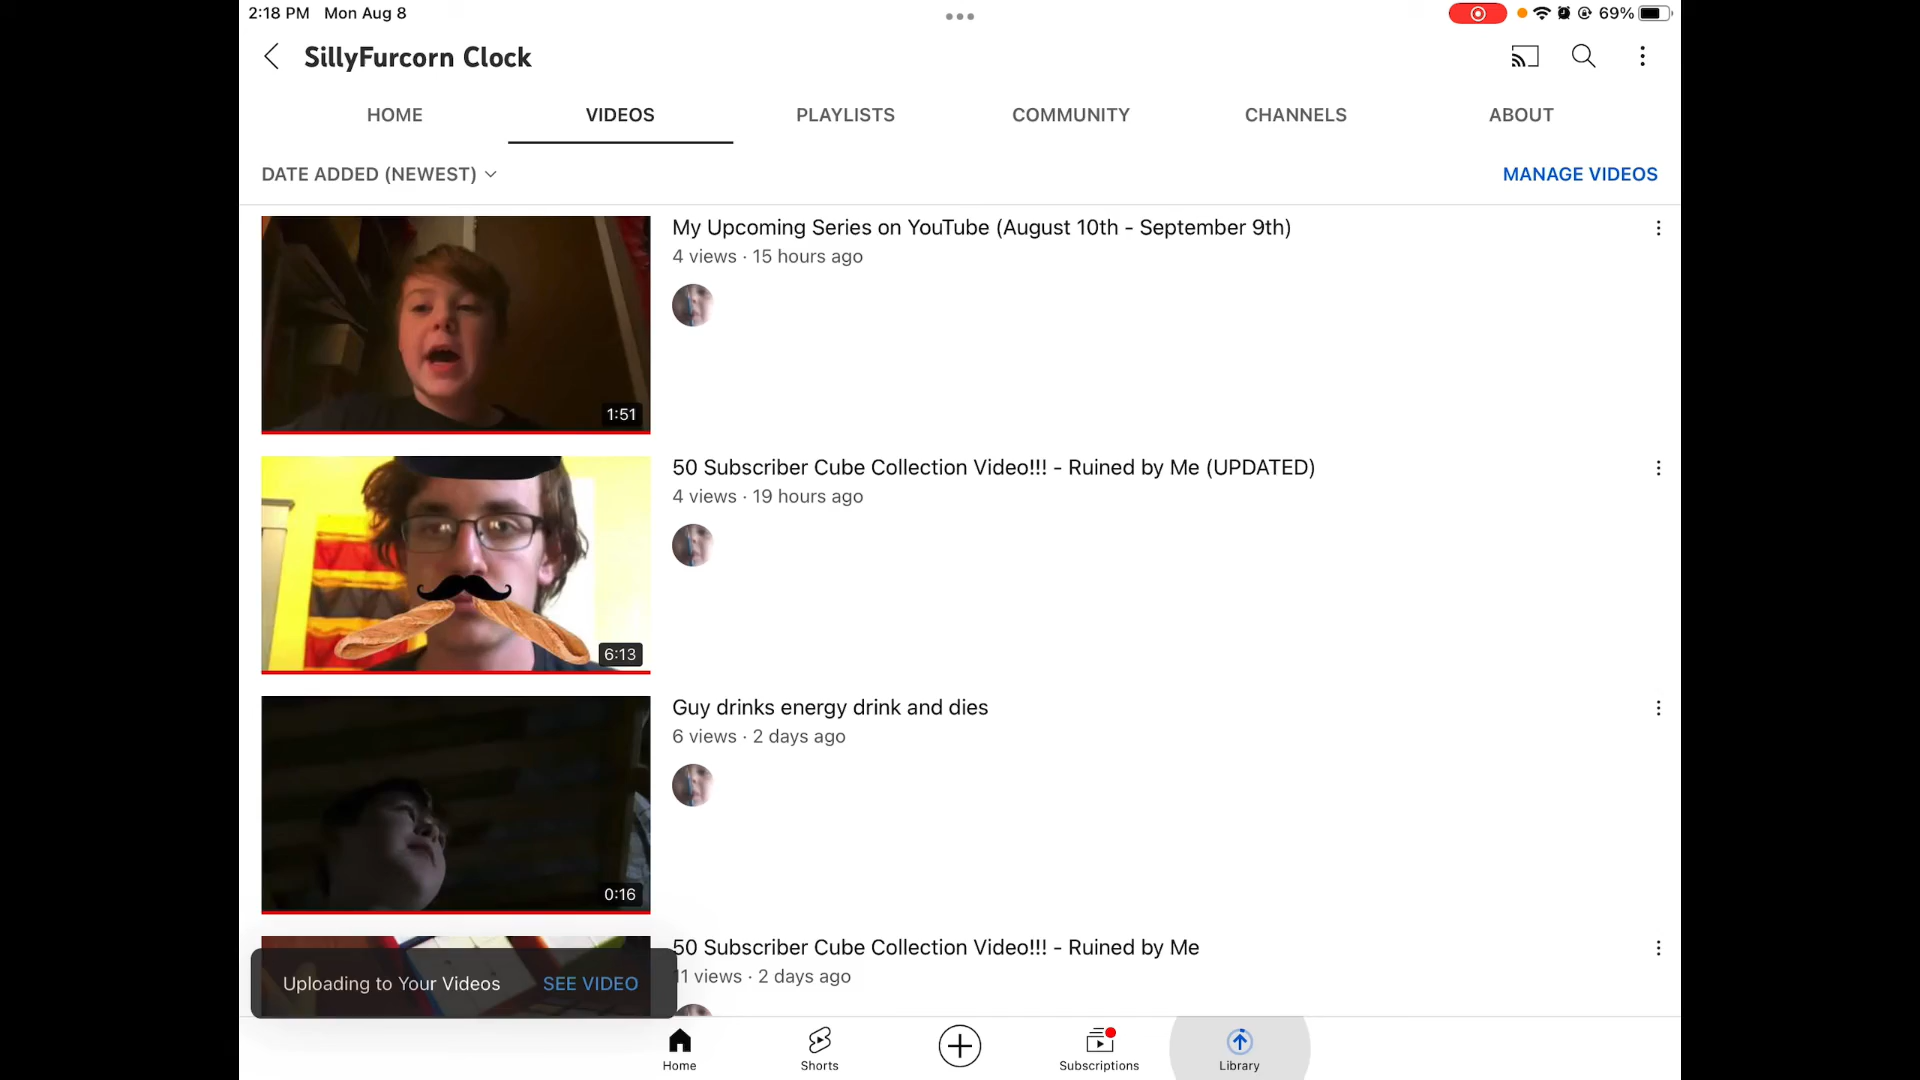 2:18 PM Mon Aug 8
69%
SillyFurcorn Clock
HOME VIDEOS PLAYLISTS COMMUNITY CHANNELS ABOUT
DATE ADDED (NEWEST) MANAGE VIDEOS
My Upcoming Series on YouTube (August 10th - September 9th)
4 views · 15 hours ago
1:51
50 Subscriber Cube Collection Video!!! - Ruined by Me (UPDATED)
4 views · 19 hours ago
6:13
Guy drinks energy drink and dies
6 views · 2 days ago
0:16
50 Subscriber Cube Collection Video!!! - Ruined by Me
11 views · 2 days ago
Uploading to Your Videos SEE VIDEO
Home Shorts Subscriptions Library